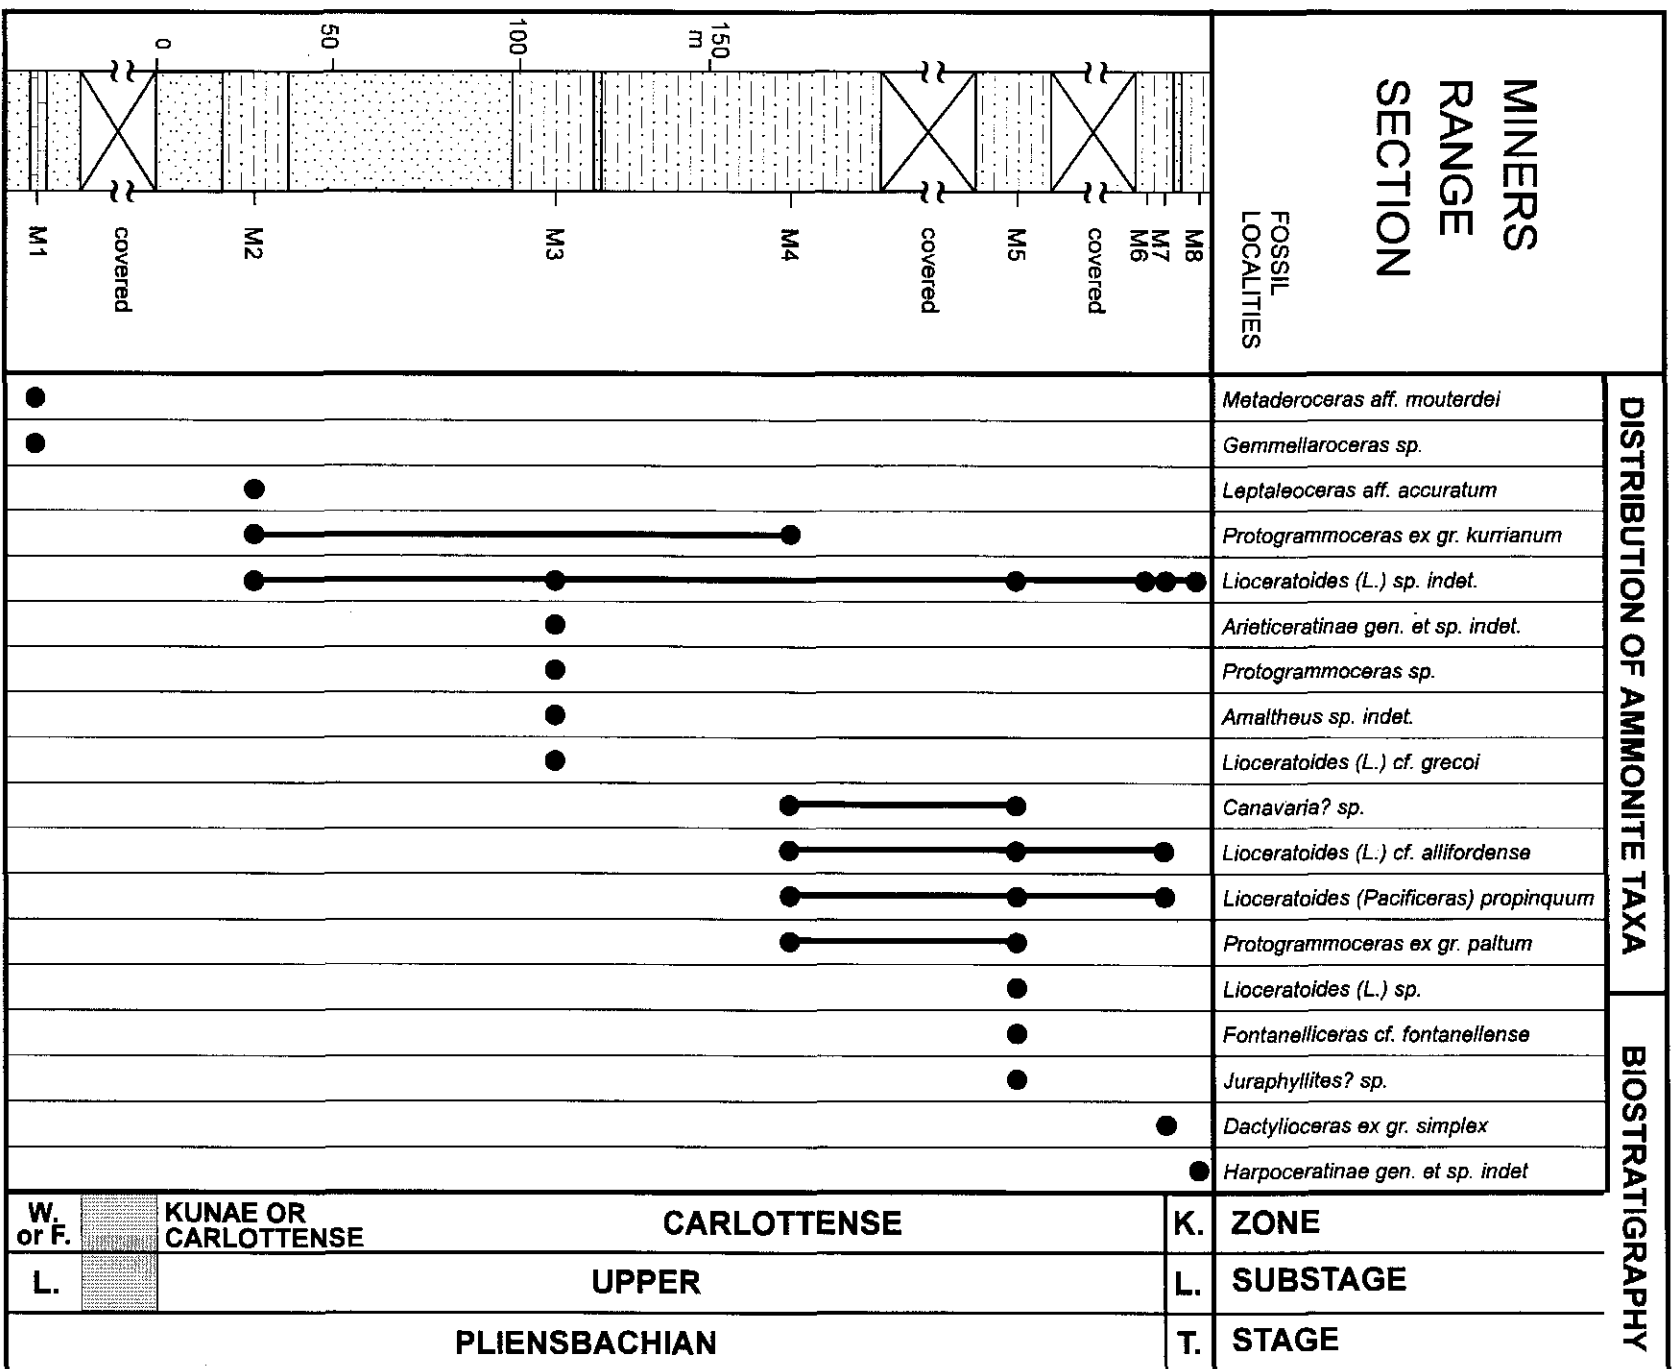 MINERS
RANGE
SECTION
FOSSIL
LOCALITIES
0
50
100
150
m
M1
covered
M2
M3
M4
covered
M5
covered
M6
M7
M8
DISTRIBUTION OF AMMONITE TAXA
Metaderoceras aff. mouterdei
Gemmellaroceras sp.
Leptaleoceras aff. accuratum
Protogrammoceras ex gr. kurrianum
Lioceratoides (L.) sp. indet.
Arieticeratinae gen. et sp. indet.
Protogrammoceras sp.
Amaltheus sp. indet.
Lioceratoides (L.) cf. grecoi
Canavaria? sp.
Lioceratoides (L.) cf. allifordense
Lioceratoides (Pacificeras) propinquum
Protogrammoceras ex gr. paltum
Lioceratoides (L.) sp.
Fontanelliceras cf. fontanellense
Juraphyllites? sp.
Dactylioceras ex gr. simplex
Harpoceratinae gen. et sp. indet
BIOSTRATIGRAPHY
W.
or F.
KUNAE OR
CARLOTTENSE
CARLOTTENSE
K.
ZONE
L.
UPPER
L.
SUBSTAGE
PLIENSBACHIAN
T.
STAGE